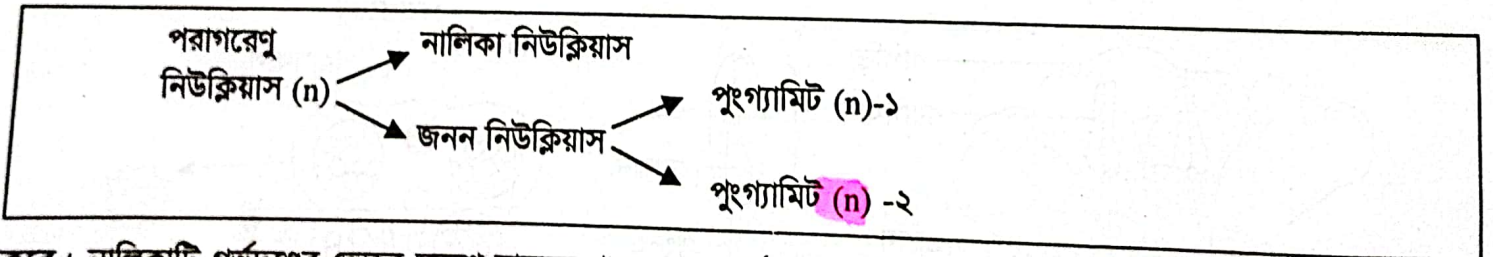 পরাগরেণু
নিউক্লিয়াস (n)
নালিকা নিউক্লিয়াস
জনন নিউক্লিয়াস
পুংগ্যামিট (n)-১
পুংগ্যামিট (n) -২